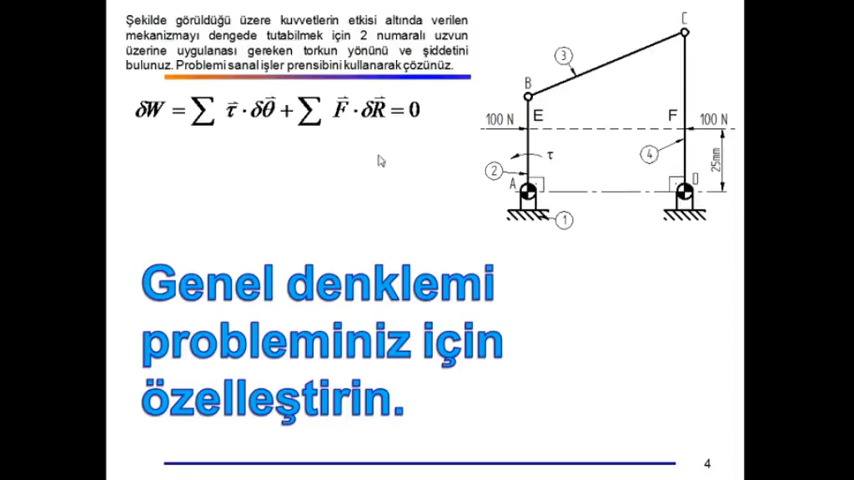 Şekilde görüldüğü üzere kuvvetlerin etkisi altında verilen
mekanizmayı dengede tutabilmek için 2 numaralı uzvun
üzerine uygulanası gereken torkun yönünü ve şiddetini
bulunuz. Problemi sanal işler prensibini kullanarak çözünüz.
δW = ∑ τ⃗ · δθ⃗ + ∑ F⃗ · δR⃗ = 0
C
3
B
100 N
E
F
100 N
τ
4
25mm
2
A
D
1
Genel denklemi
probleminiz için
özelleştirin.
4